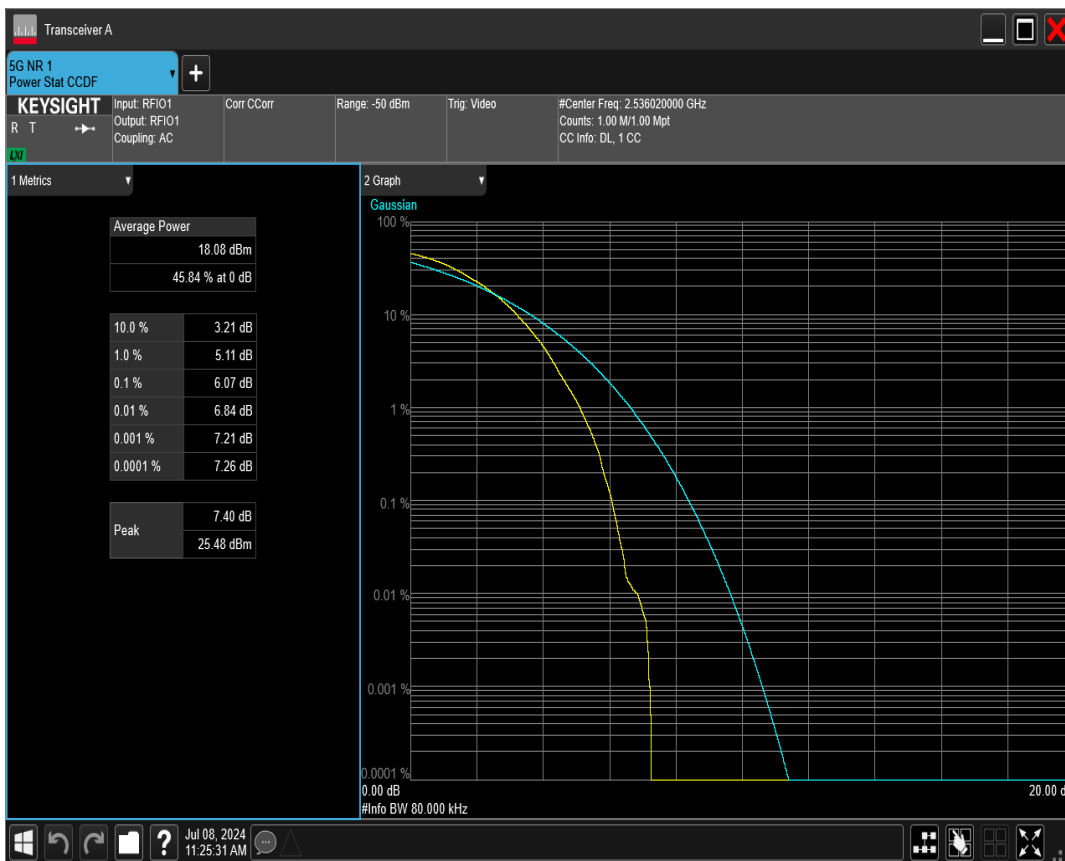 Transceiver A
5G NR 1
Power Stat CCDF
+
KEYSIGHT
R T
LXI
Input: RFIO1
Output: RFIO1
Coupling: AC
Corr CCorr
Range: -50 dBm
Trig: Video
#Center Freq: 2.536020000 GHz
Counts: 1.00 M/1.00 Mpt
CC Info: DL, 1 CC
1 Metrics
Average Power
18.08 dBm
45.84 % at 0 dB
10.0 % 3.21 dB
1.0 % 5.11 dB
0.1 % 6.07 dB
0.01 % 6.84 dB
0.001 % 7.21 dB
0.0001 % 7.26 dB
Peak 7.40 dB
25.48 dBm
2 Graph
Gaussian
100 %
10 %
1 %
0.1 %
0.01 %
0.001 %
0.0001 %
0.00 dB 20.00 d
#Info BW 80.000 kHz
?
Jul 08, 2024
11:25:31 AM